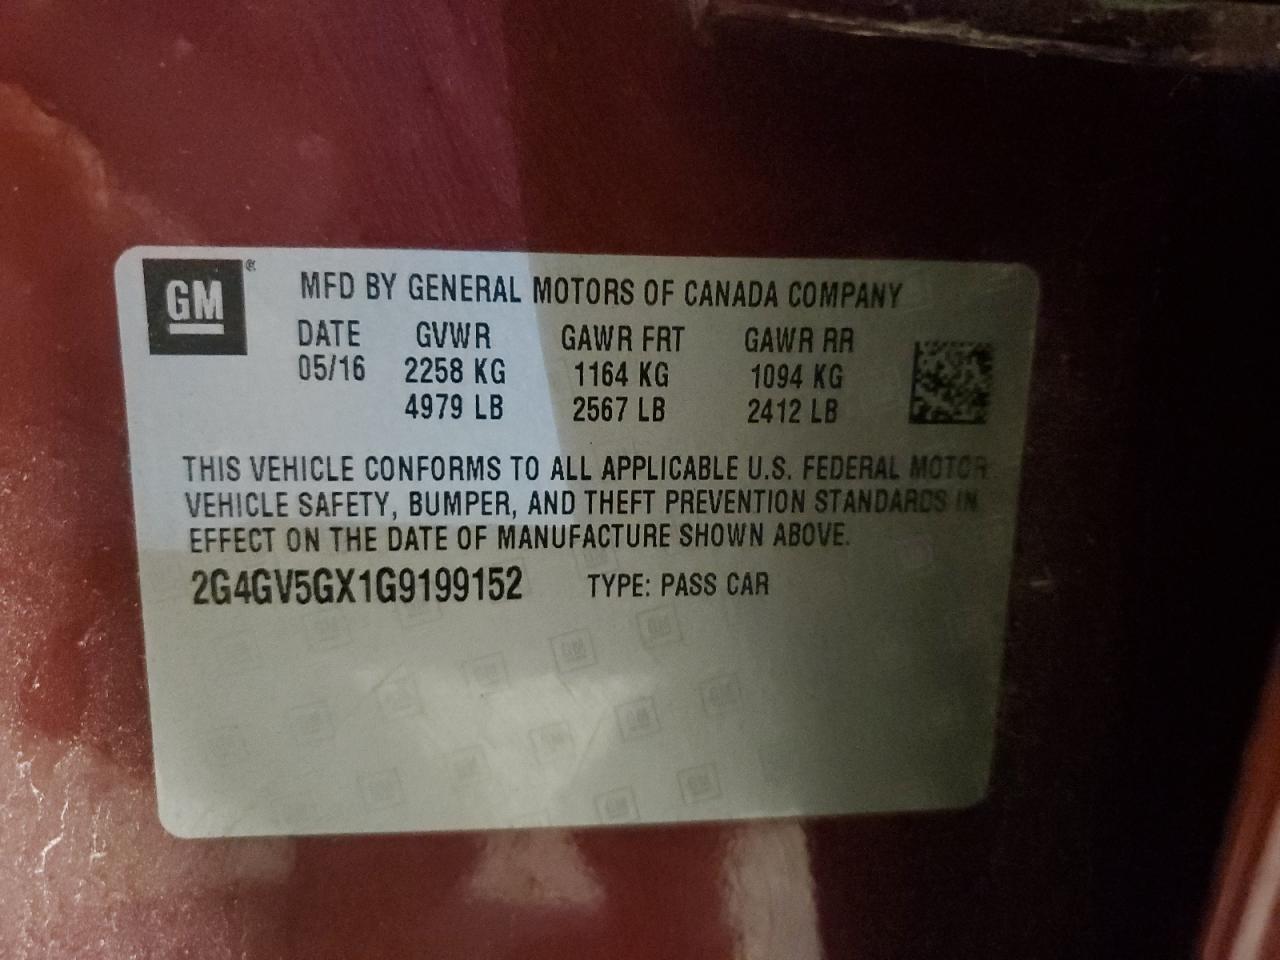 GM ®
MFD BY GENERAL MOTORS OF CANADA COMPANY
DATE GVWR GAWR FRT GAWR RR
05/16 2258 KG 1164 KG 1094 KG
4979 LB 2567 LB 2412 LB
THIS VEHICLE CONFORMS TO ALL APPLICABLE U.S. FEDERAL MOTOR
VEHICLE SAFETY, BUMPER, AND THEFT PREVENTION STANDARDS IN
EFFECT ON THE DATE OF MANUFACTURE SHOWN ABOVE.
2G4GV5GX1G9199152 TYPE: PASS CAR